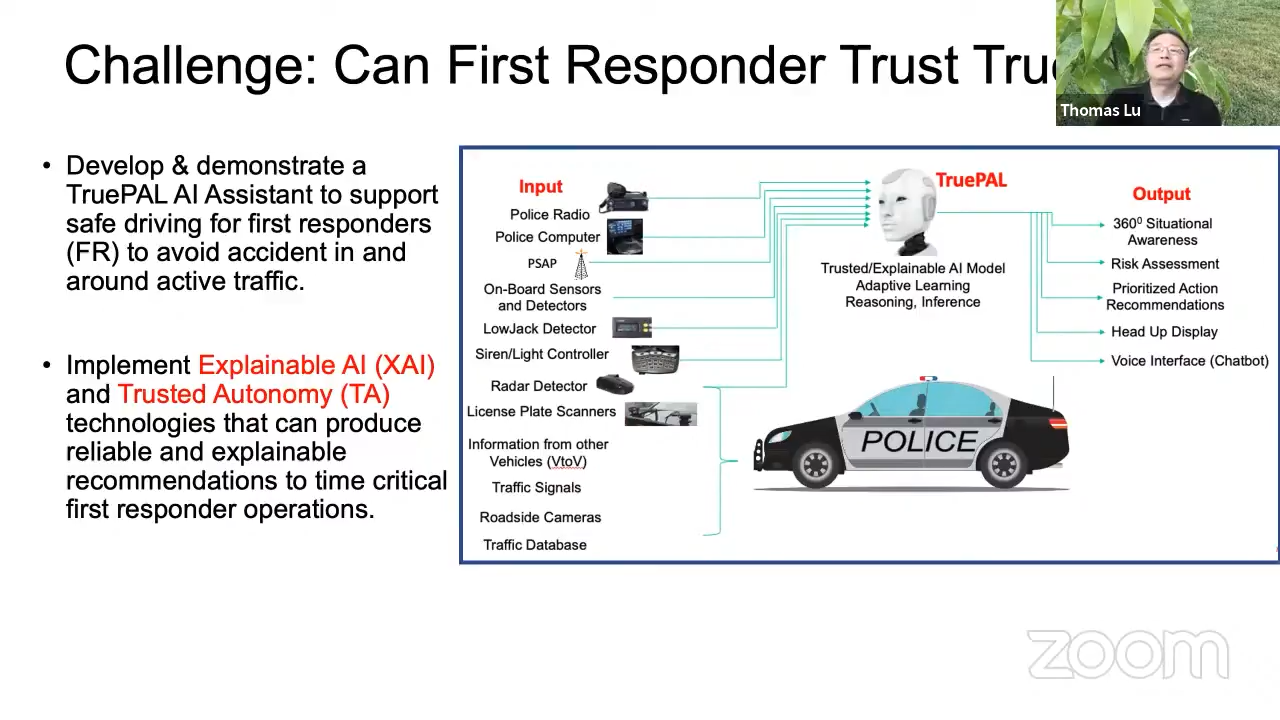 Challenge: Can First Responder Trust
Thomas Lu
• Develop & demonstrate a
TruePAL AI Assistant to support
safe driving for first responders
(FR) to avoid accident in and
around active traffic.
• Implement Explainable AI (XAI)
and Trusted Autonomy (TA)
technologies that can produce
reliable and explainable
recommendations to time critical
first responder operations.
Input
Police Radio
Police Computer
PSAP
On-Board Sensors
and Detectors
LowJack Detector
Siren/Light Controller
Radar Detector
License Plate Scanners
Information from other
Vehicles (VtoV)
Traffic Signals
Roadside Cameras
Traffic Database
TruePAL
Trusted/Explainable AI Model
Adaptive Learning
Reasoning, Inference
POLICE
Output
360⁰ Situational
Awareness
Risk Assessment
Prioritized Action
Recommendations
Head Up Display
Voice Interface (Chatbot)
zoom